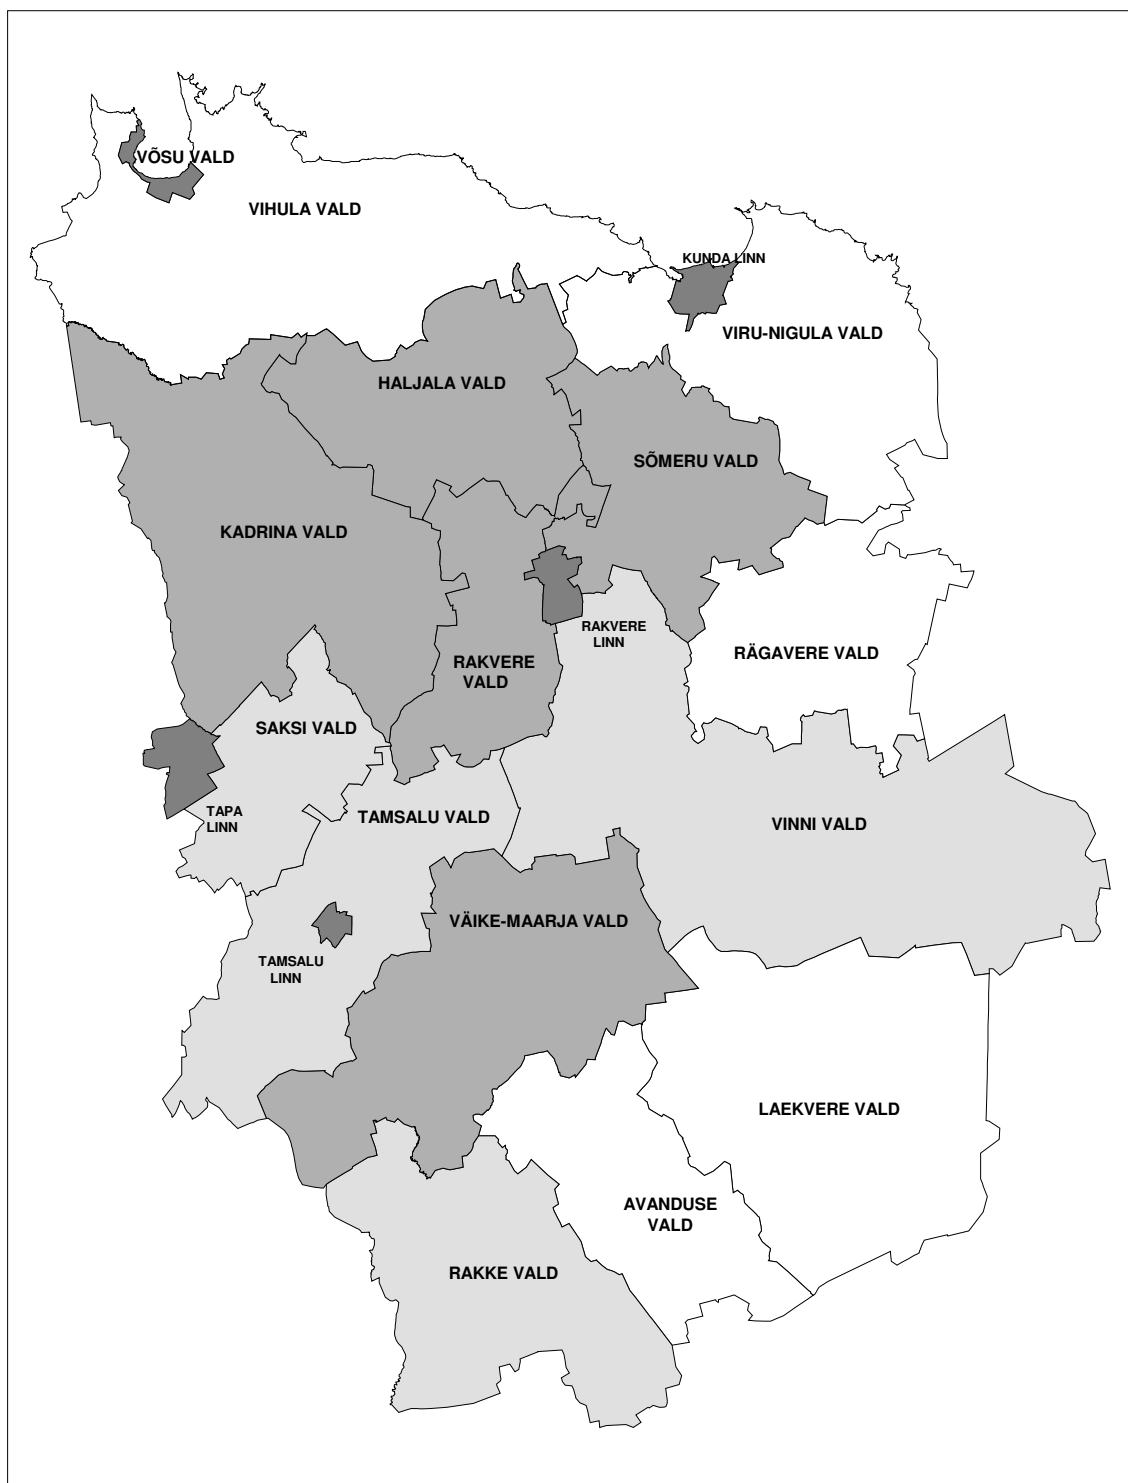 VÕSU VALD
VIHULA VALD
KUNDA LINN
VIRU-NIGULA VALD
HALJALA VALD
SÕMERU VALD
KADRINA VALD
RAKVERE
LINN
RÄGAVERE VALD
RAKVERE
VALD
SAKSI VALD
TAPA
LINN
TAMSALU VALD
VINNI VALD
VÄIKE-MAARJA VALD
TAMSALU
LINN
LAEKVERE VALD
AVANDUSE
VALD
RAKKE VALD